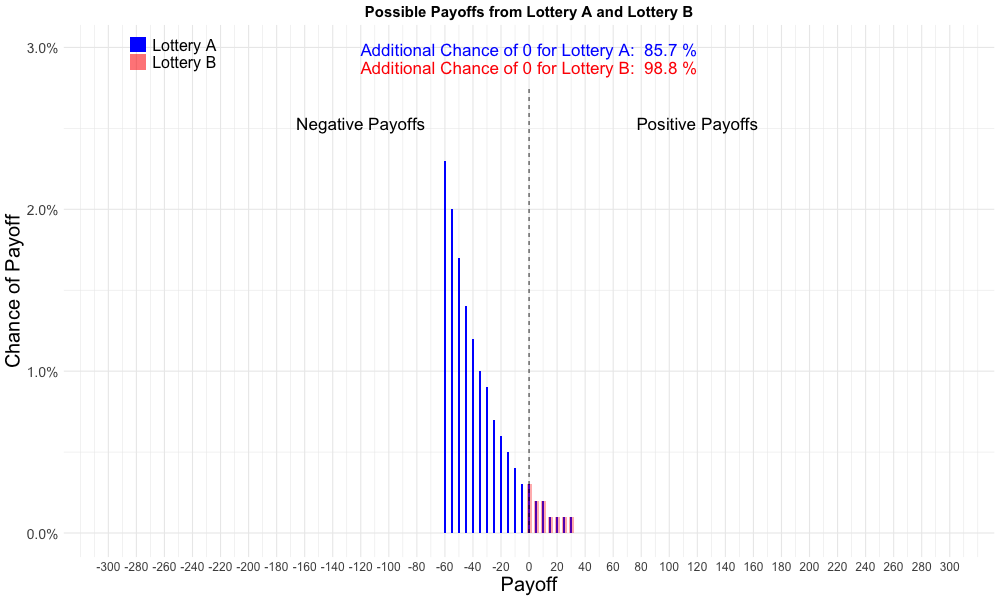 Possible Payoffs from Lottery A and Lottery B
3.0%
Lottery A
Lottery B
Additional Chance of 0 for Lottery A: 85.7 %
Additional Chance of 0 for Lottery B: 98.8 %
Negative Payoffs
Positive Payoffs
2.0%
Chance of Payoff
1.0%
0.0%
-300 -280 -260 -240 -220 -200 -180 -160 -140 -120 -100 -80 -60 -40 -20 0 20 40 60 80 100 120 140 160 180 200 220 240 260 280 300
Payoff